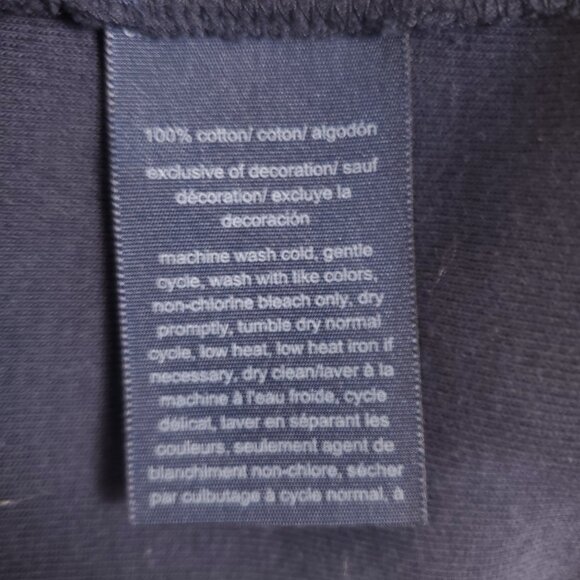 100% cotton/ coton/ algodón
exclusive of decoration/ sauf
décoration/ excluye la
decoración
machine wash cold, gentle
cycle, wash with like colors,
non-chlorine bleach only, dry
promptly, tumble dry normal
cycle, low heat, low heat iron if
necessary, dry clean/laver à la
machine à l'eau froide, cycle
délicat, laver en séparant les
couleurs, seulement agent de
blanchiment non-chlore, sécher
par culbutage à cycle normal, à